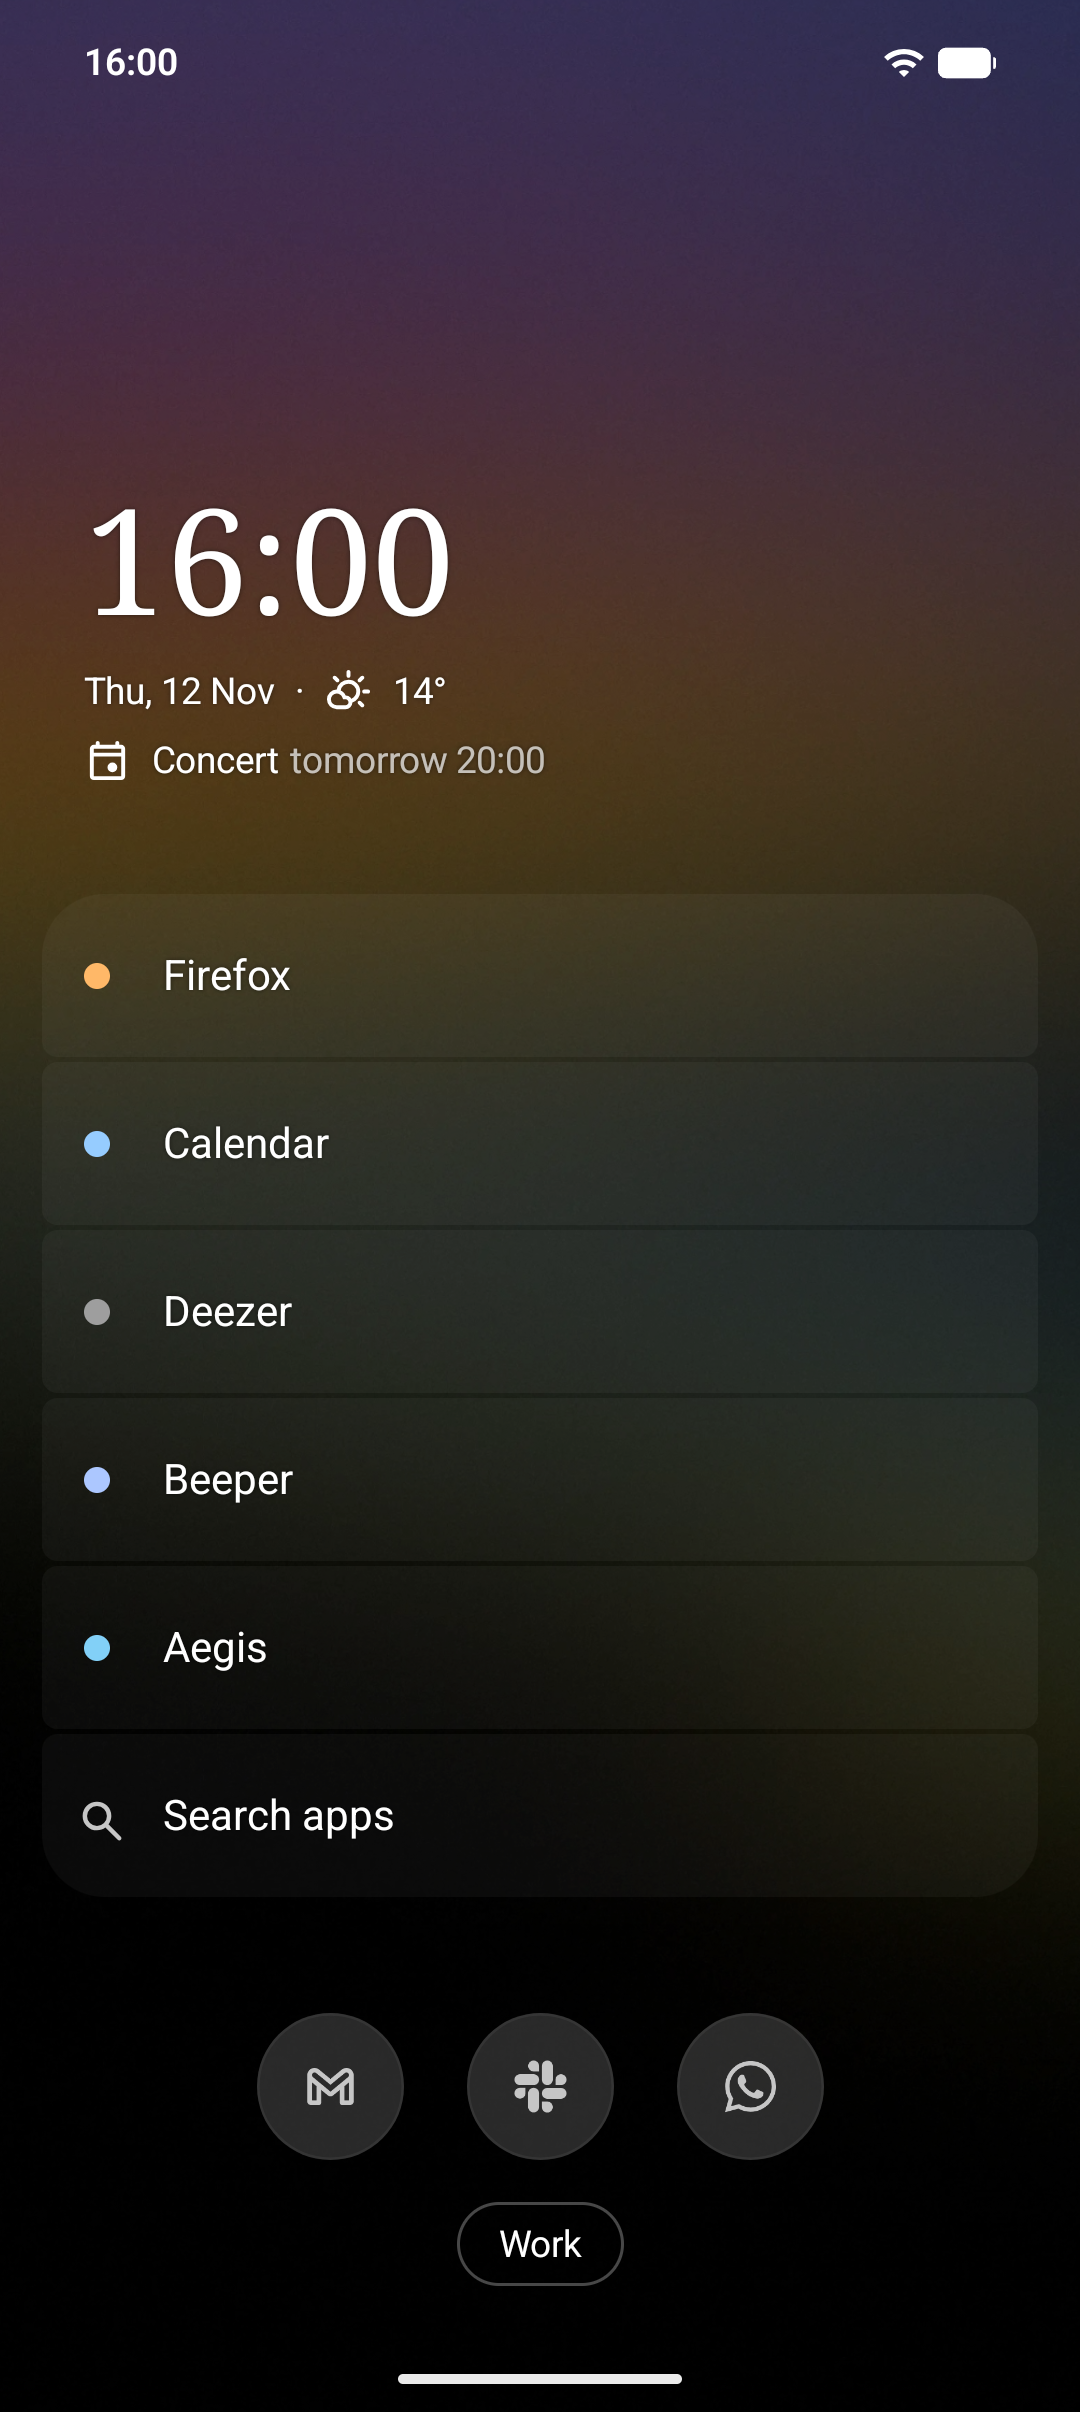 16:00
16:00
Thu, 12 Nov · 14°
Concert tomorrow 20:00
Firefox
Calendar
Deezer
Beeper
Aegis
Search apps
Work